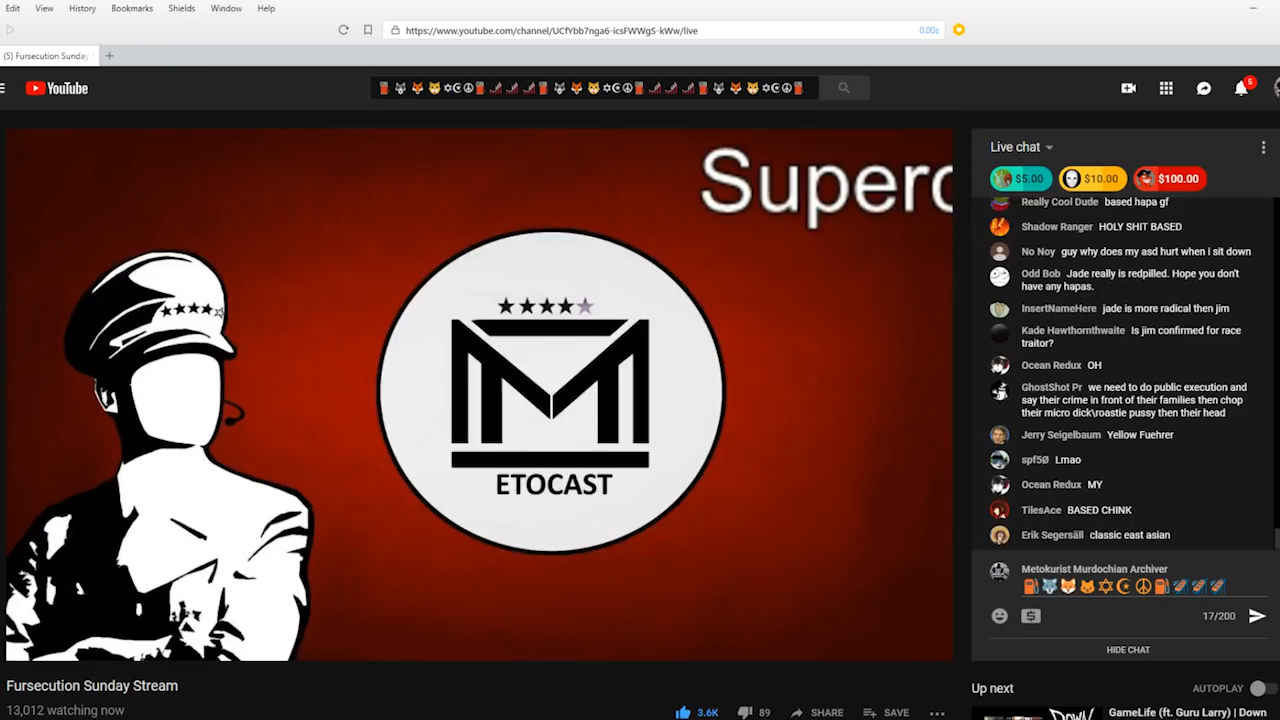 Edit View History Bookmarks Shields Window Help
https://www.youtube.com/channel/UCfYbb7nga6-icsFWWgS-kWw/live 0.00s
(5) Fursecution Sunday
YouTube
5
Superc
★★★★★
M
ETOCAST
Live chat
$5.00 $10.00 $100.00
Really Cool Dude based hapa gf
Shadow Ranger HOLY SHIT BASED
No Noy guy why does my asd hurt when i sit down
Odd Bob Jade really is redpilled. Hope you don't
have any hapas.
InsertNameHere jade is more radical then jim
Kade Hawthornthwaite Is jim confirmed for race
traitor?
Ocean Redux OH
GhostShot Pr we need to do public execution and
say their crime in front of their families then chop
their micro dick\roastie pussy then their head
Jerry Seigelbaum Yellow Fuehrer
spf5Ø Lmao
Ocean Redux MY
TilesAce BASED CHINK
Erik Segersäll classic east asian
Metokurist Murdochian Archiver
⛽🐺🦊🐱✡☪☮⛽🧨🧨🧨
17/200
HIDE CHAT
Fursecution Sunday Stream
13,012 watching now
3.6K 89 SHARE SAVE
Up next AUTOPLAY
GameLife (ft. Guru Larry) | Down
DOWN